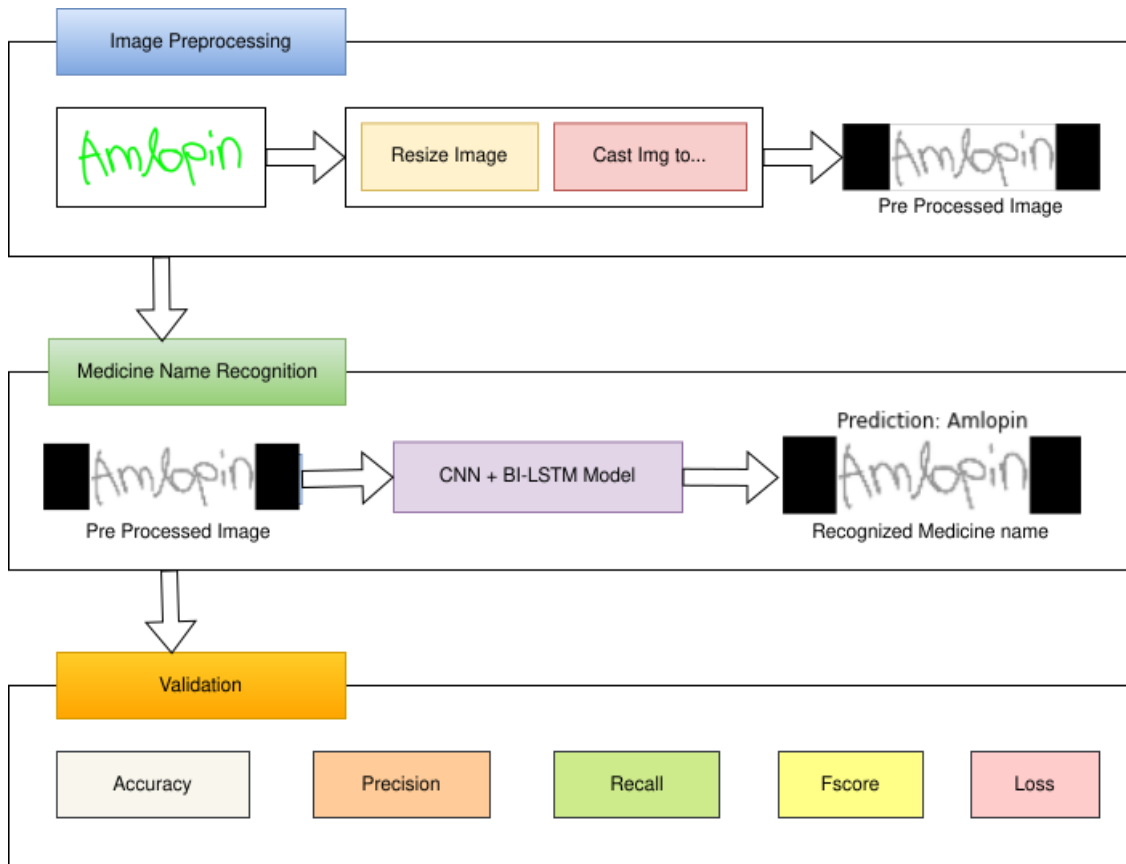 Image Preprocessing
Amlopin
Resize Image
Cast Img to...
Amlopin
Pre Processed Image
Medicine Name Recognition
Amlopin
Pre Processed Image
CNN + BI-LSTM Model
Prediction: Amlopin
Amlopin
Recognized Medicine name
Validation
Accuracy
Precision
Recall
Fscore
Loss